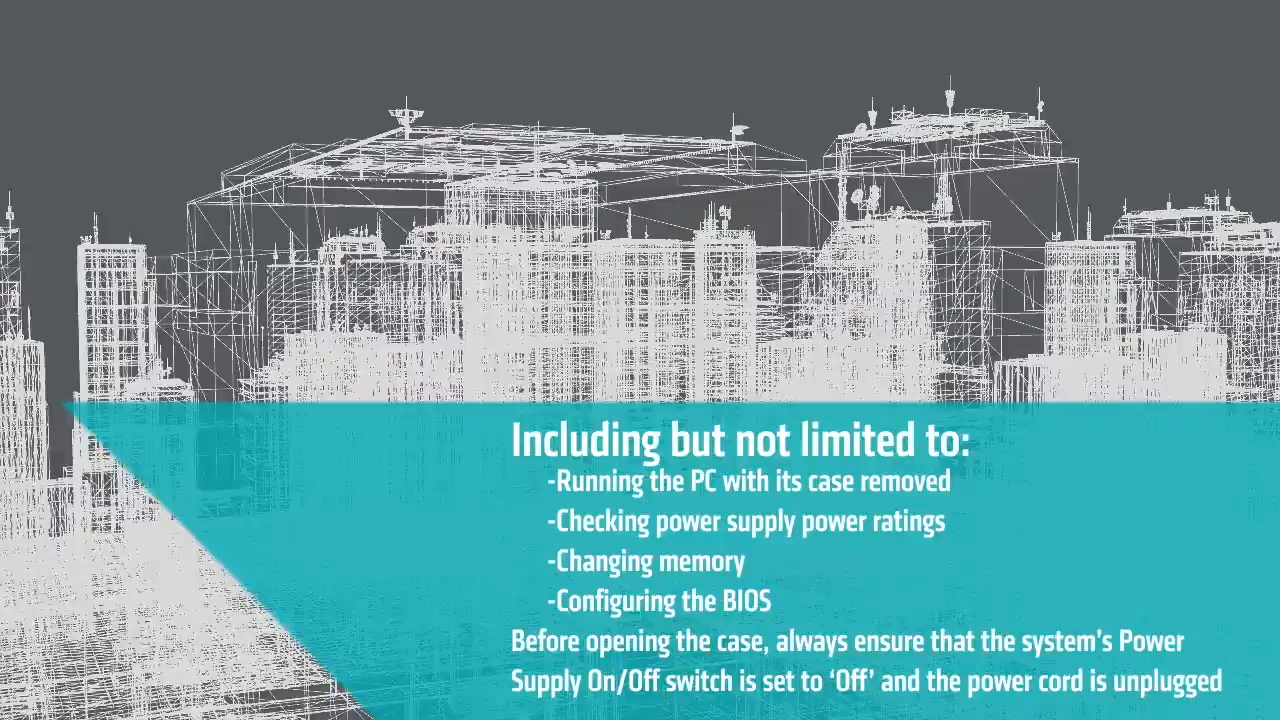 Including but not limited to:
-Running the PC with its case removed
-Checking power supply power ratings
-Changing memory
-Configuring the BIOS
Before opening the case, always ensure that the system’s Power
Supply On/Off switch is set to ‘Off’ and the power cord is unplugged